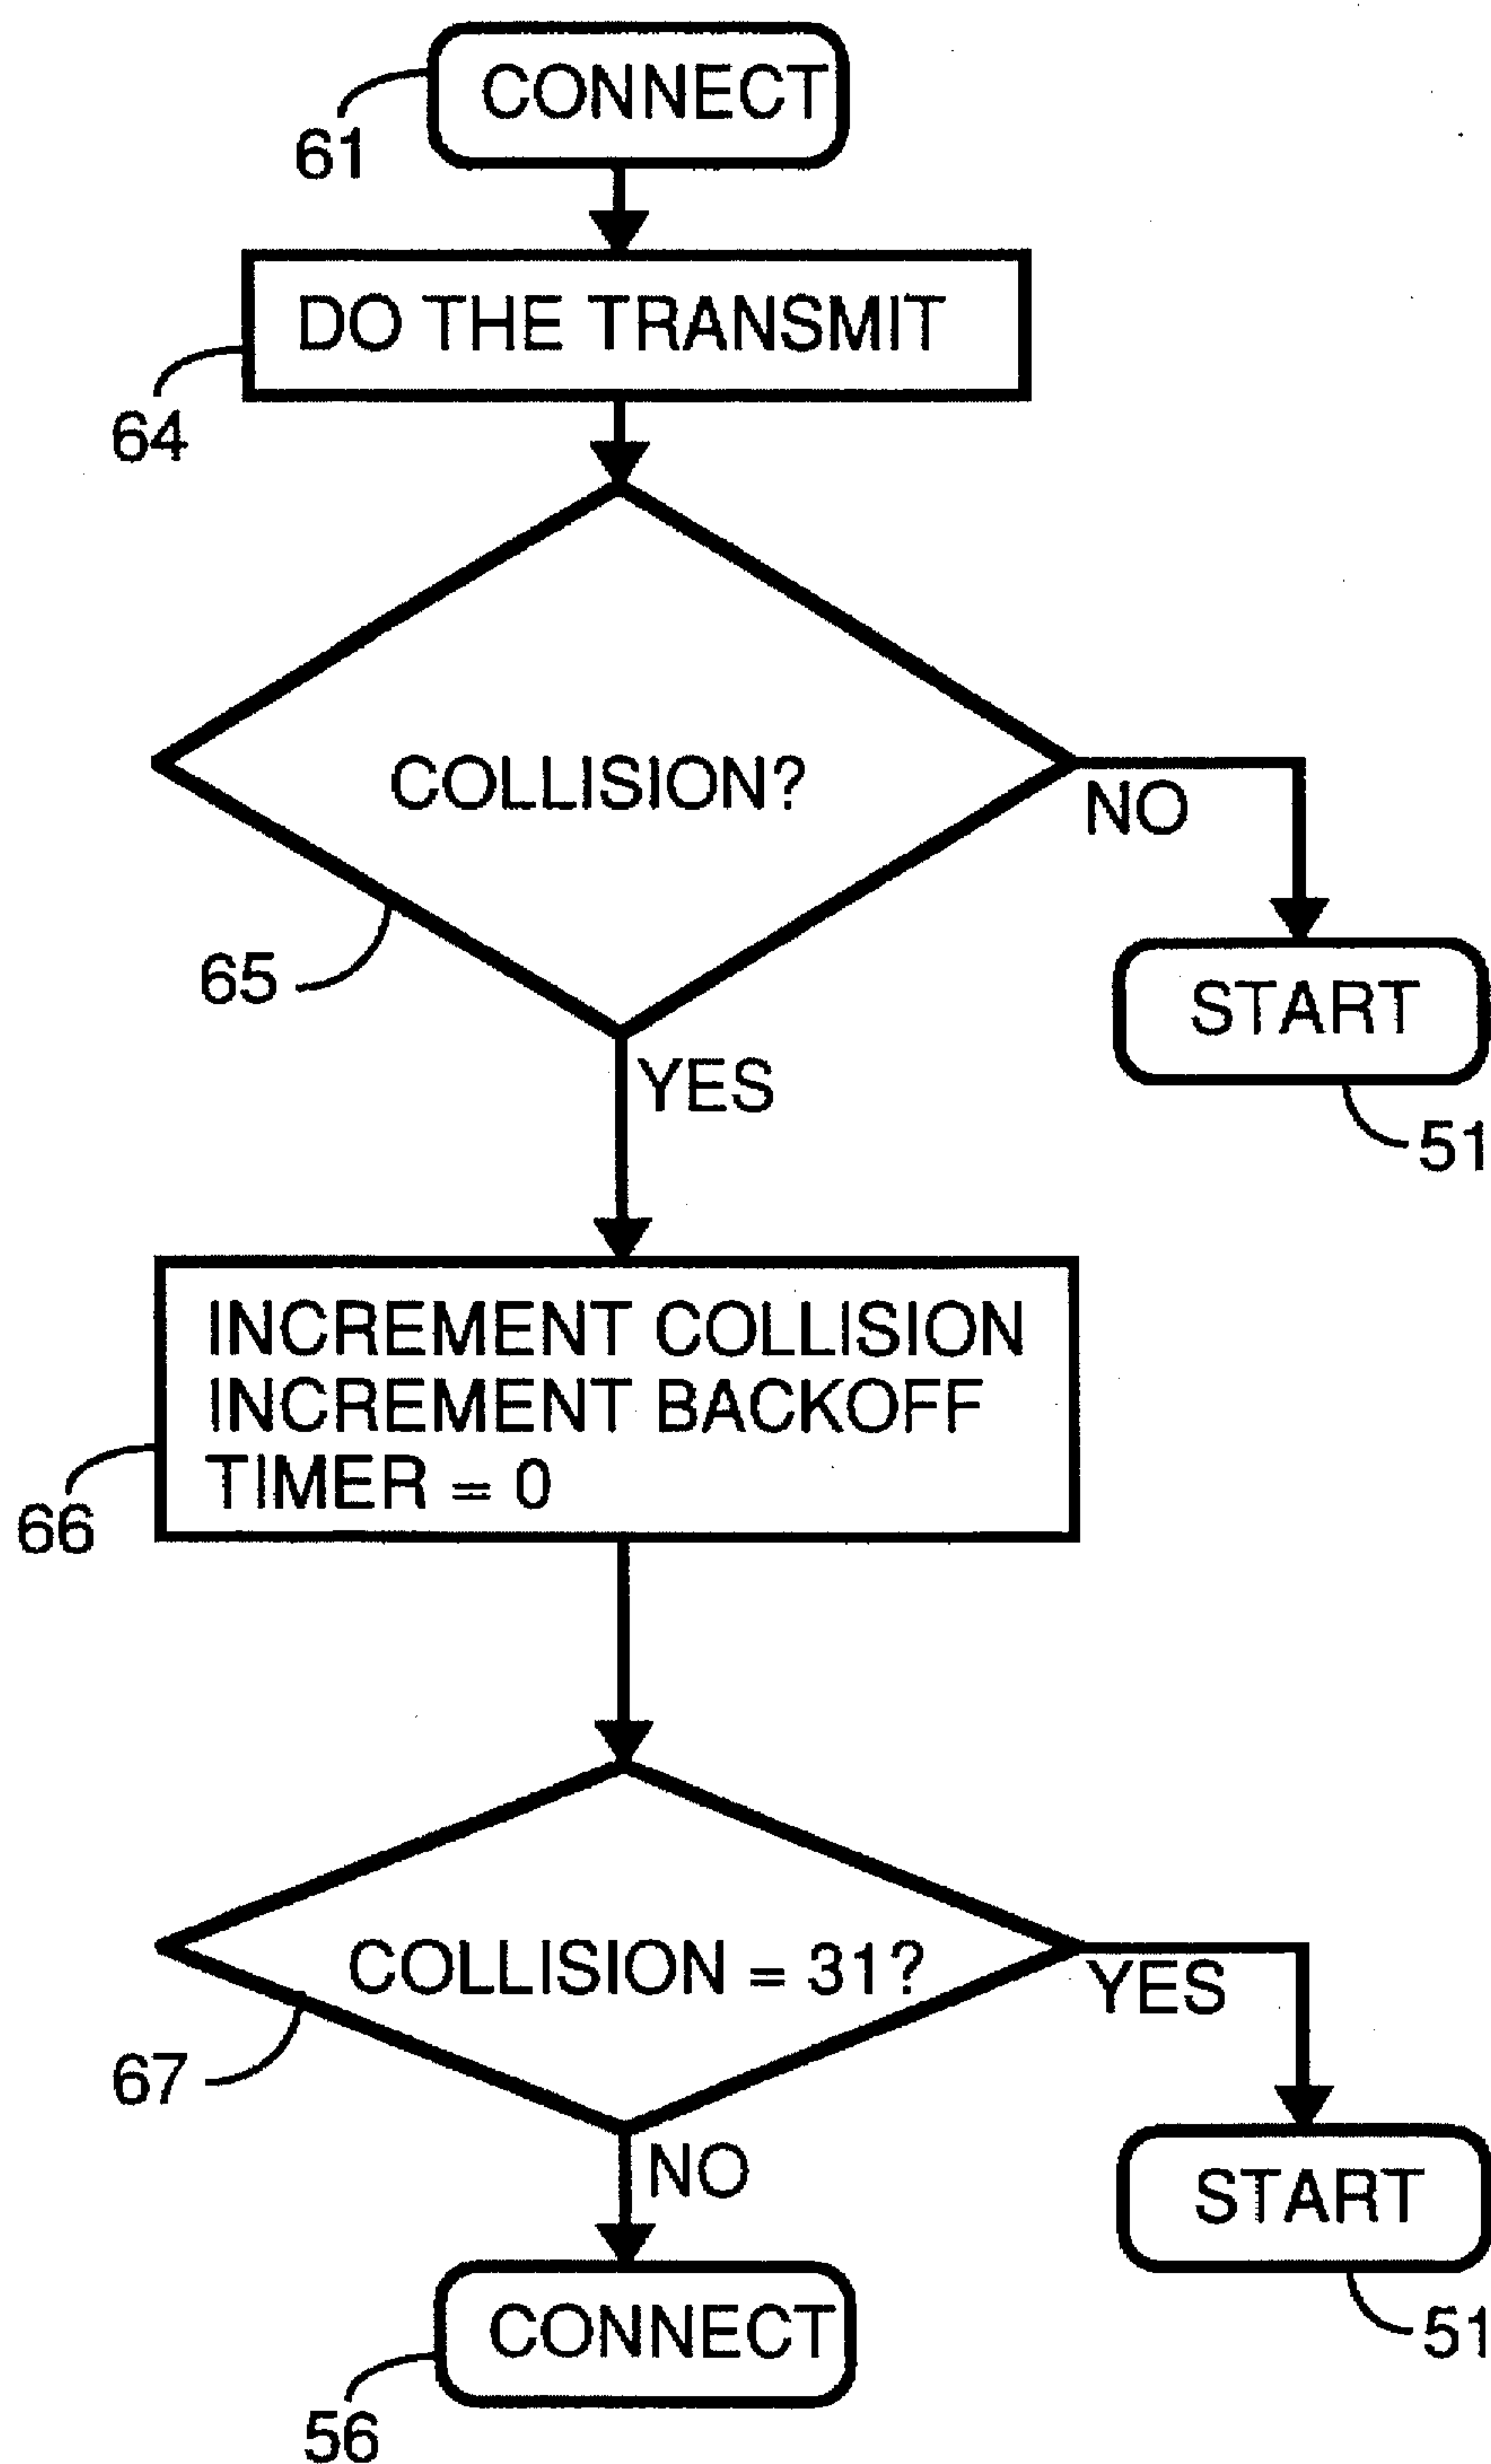 CONNECT
61
DO THE TRANSMIT
64
COLLISION?
NO
65
START
YES
51
INCREMENT COLLISION
INCREMENT BACKOFF
TIMER = 0
66
COLLISION = 31?
YES
67
NO
START
CONNECT
51
56